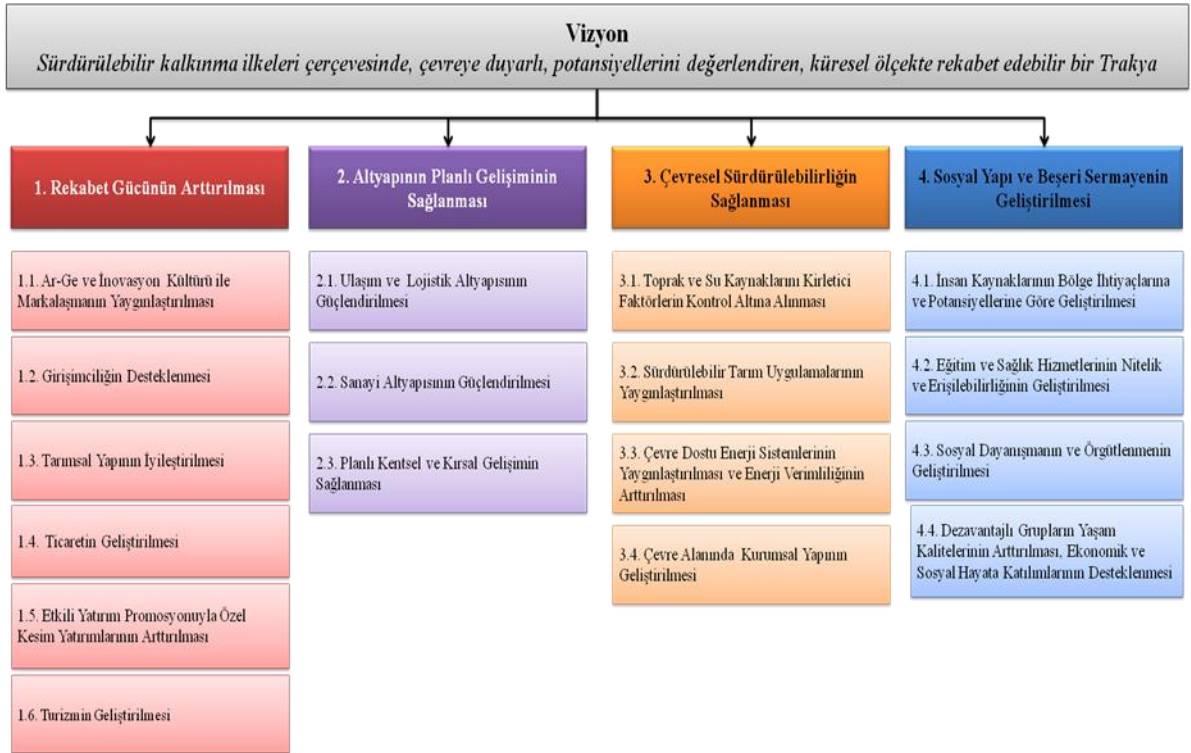 Vizyon
Sürdürülebilir kalkınma ilkeleri çerçevesinde, çevreye duyarlı, potansiyellerini değerlendiren, küresel ölçekte rekabet edebilir bir Trakya
1. Rekabet Gücünün Arttırılması
1.1. Ar-Ge ve İnovasyon Kültürü ile
Markalaşmanın Yaygınlaştırılması
1.2. Girişimciliğin Desteklenmesi
1.3. Tarımsal Yapının İyileştirilmesi
1.4. Ticaretin Geliştirilmesi
1.5. Etkili Yatırım Promosyonuyla Özel
Kesim Yatırımlarının Arttırılması
1.6. Turizmin Geliştirilmesi
2. Altyapının Planlı Gelişiminin
Sağlanması
2.1. Ulaşım ve Lojistik Altyapısının
Güçlendirilmesi
2.2. Sanayi Altyapısının Güçlendirilmesi
2.3. Planlı Kentsel ve Kırsal Gelişimin
Sağlanması
3. Çevresel Sürdürülebilirliğin
Sağlanması
3.1. Toprak ve Su Kaynaklarını Kirletici
Faktörlerin Kontrol Altına Alınması
3.2. Sürdürülebilir Tarım Uygulamalarının
Yaygınlaştırılması
3.3. Çevre Dostu Enerji Sistemlerinin
Yaygınlaştırılması ve Enerji Verimliliğinin
Arttırılması
3.4. Çevre Alanında Kurumsal Yapının
Geliştirilmesi
4. Sosyal Yapı ve Beşeri Sermayenin
Geliştirilmesi
4.1. İnsan Kaynaklarının Bölge İhtiyaçlarına
ve Potansiyellerine Göre Geliştirilmesi
4.2. Eğitim ve Sağlık Hizmetlerinin Nitelik
ve Erişilebilirliğinin Geliştirilmesi
4.3. Sosyal Dayanışmanın ve Örgütlenmenin
Geliştirilmesi
4.4. Dezavantajlı Grupların Yaşam
Kalitelerinin Arttırılması, Ekonomik ve
Sosyal Hayata Katılımlarının Desteklenmesi